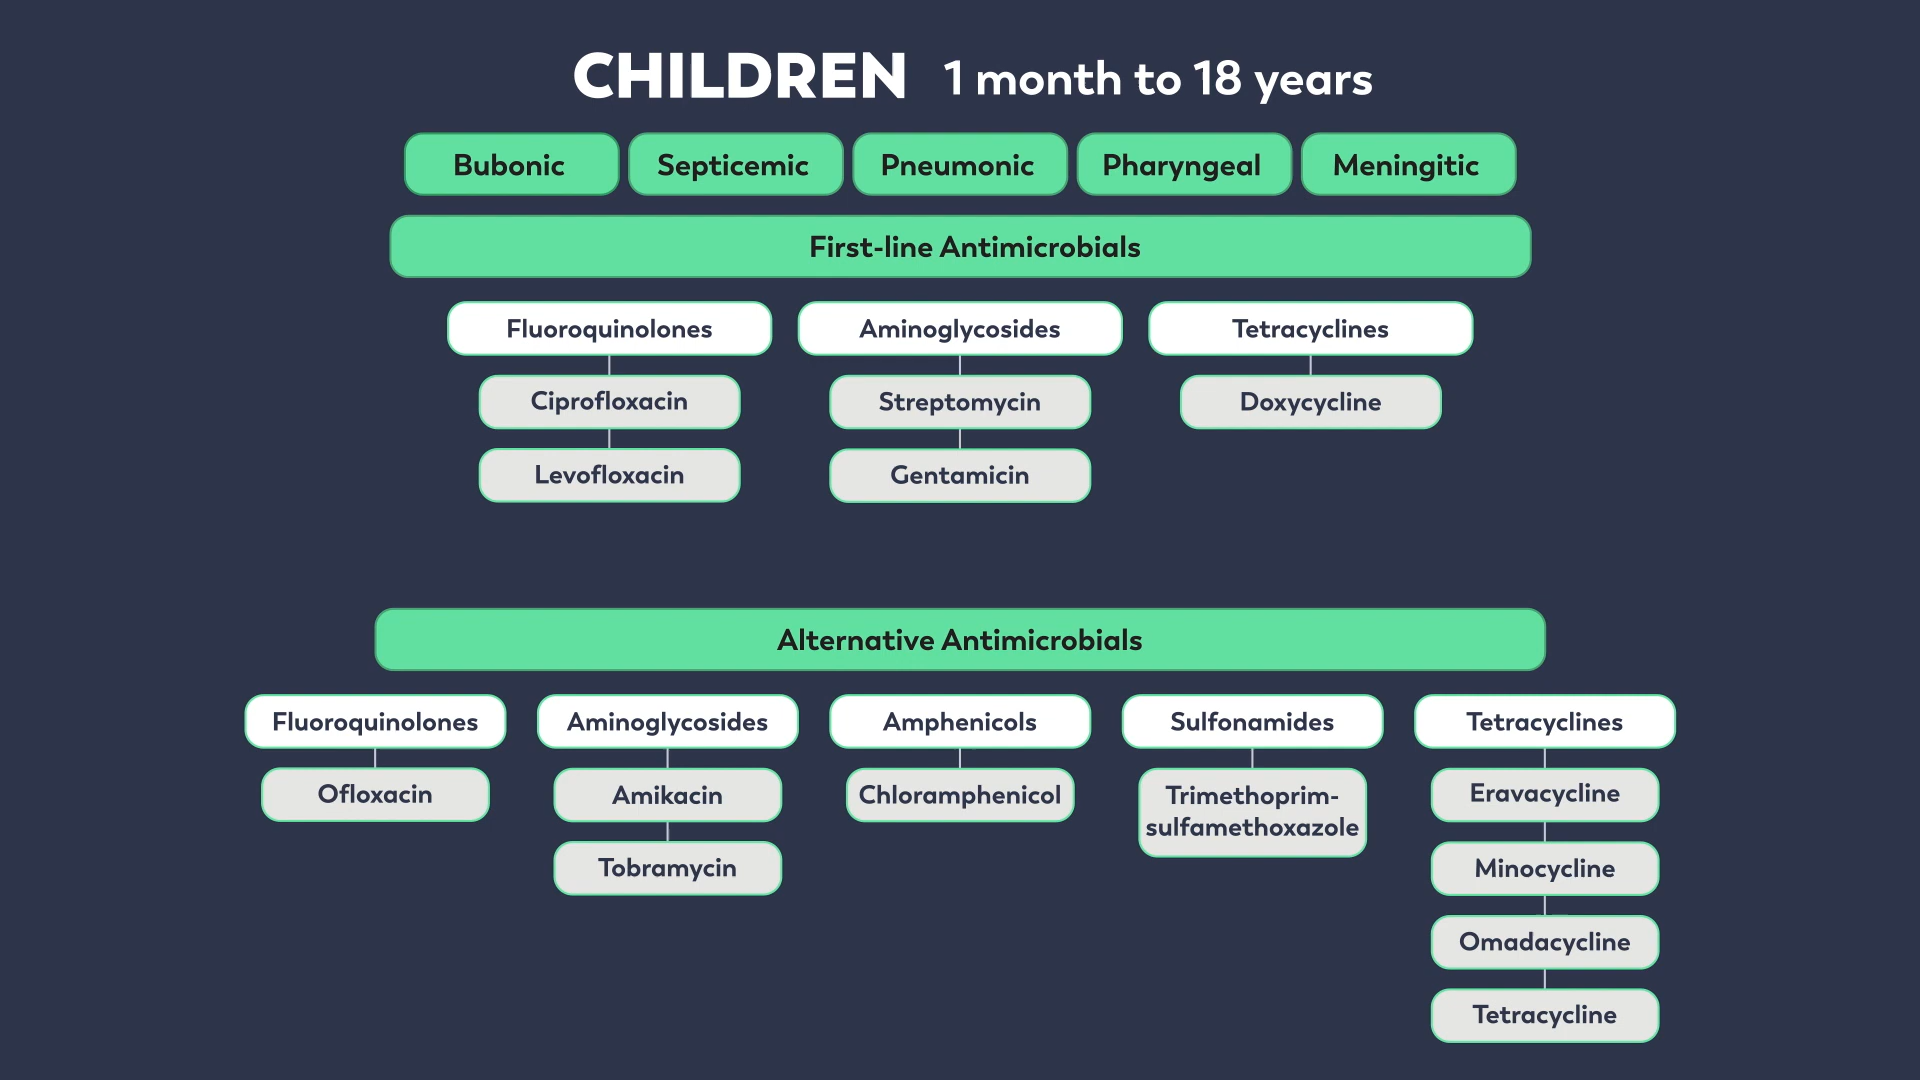 CHILDREN 1 month to 18 years
Bubonic Septicemic Pneumonic Pharyngeal Meningitic
First-line Antimicrobials
Fluoroquinolones Aminoglycosides Tetracyclines
Ciprofloxacin Streptomycin Doxycycline
Levofloxacin Gentamicin
Alternative Antimicrobials
Fluoroquinolones Aminoglycosides Amphenicols Sulfonamides Tetracyclines
Ofloxacin Amikacin Chloramphenicol Trimethoprim- Eravacycline
sulfamethoxazole
Tobramycin Minocycline
Omadacycline
Tetracycline